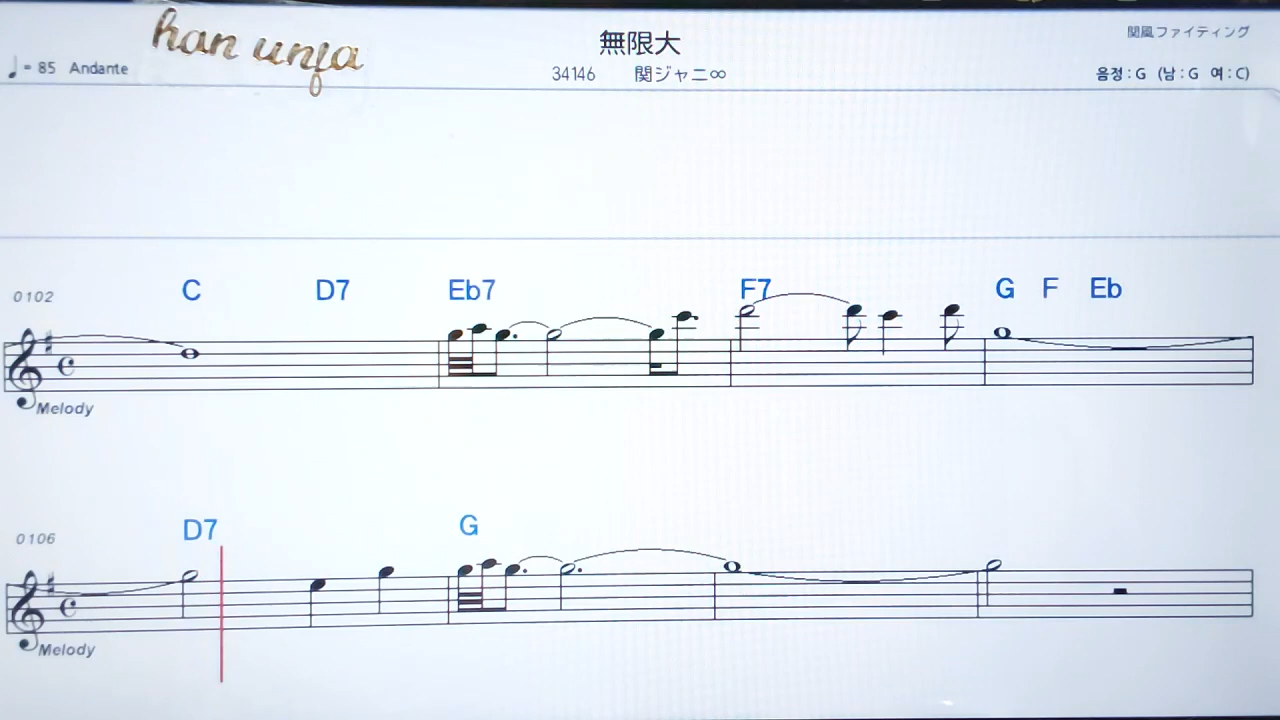 han unja
無限大
関風ファイティング
♩= 85 Andante
34146 関ジャニ∞
음정:G (남:G 여:C)
0102 C D7 Eb7 F7 G F Eb
Melody
0106 D7 G
Melody